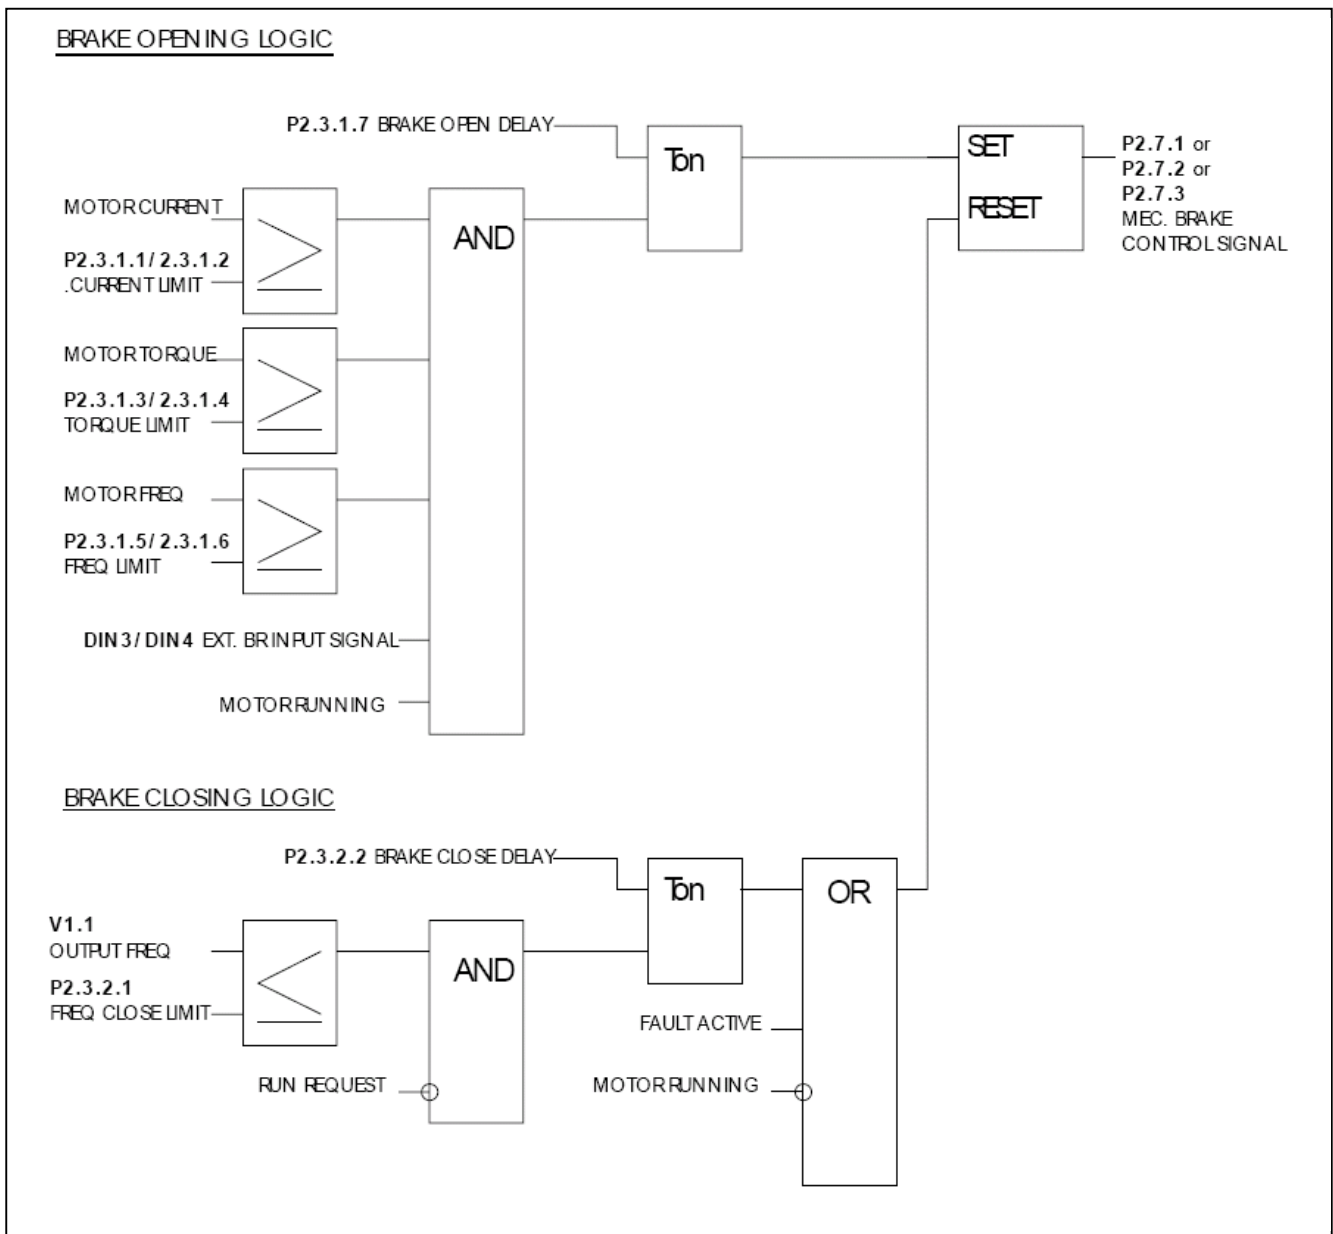 BRAKE OPENING LOGIC
P2.3.1.7 BRAKE OPEN DELAY
Ton
SET
RESET
P2.7.1 or
P2.7.2 or
P2.7.3
MEC. BRAKE
CONTROL SIGNAL
MOTOR CURRENT
P2.3.1.1/ 2.3.1.2
.CURRENT LIMIT
AND
MOTOR TORQUE
P2.3.1.3/ 2.3.1.4
TORQUE LIMIT
MOTOR FREQ
P2.3.1.5/ 2.3.1.6
FREQ LIMIT
DIN3/ DIN4 EXT. BR INPUT SIGNAL
MOTOR RUNNING
BRAKE CLOSING LOGIC
P2.3.2.2 BRAKE CLOSE DELAY
Ton
OR
V1.1
OUTPUT FREQ
P2.3.2.1
FREQ CLOSE LIMIT
AND
FAULT ACTIVE
RUN REQUEST
MOTOR RUNNING